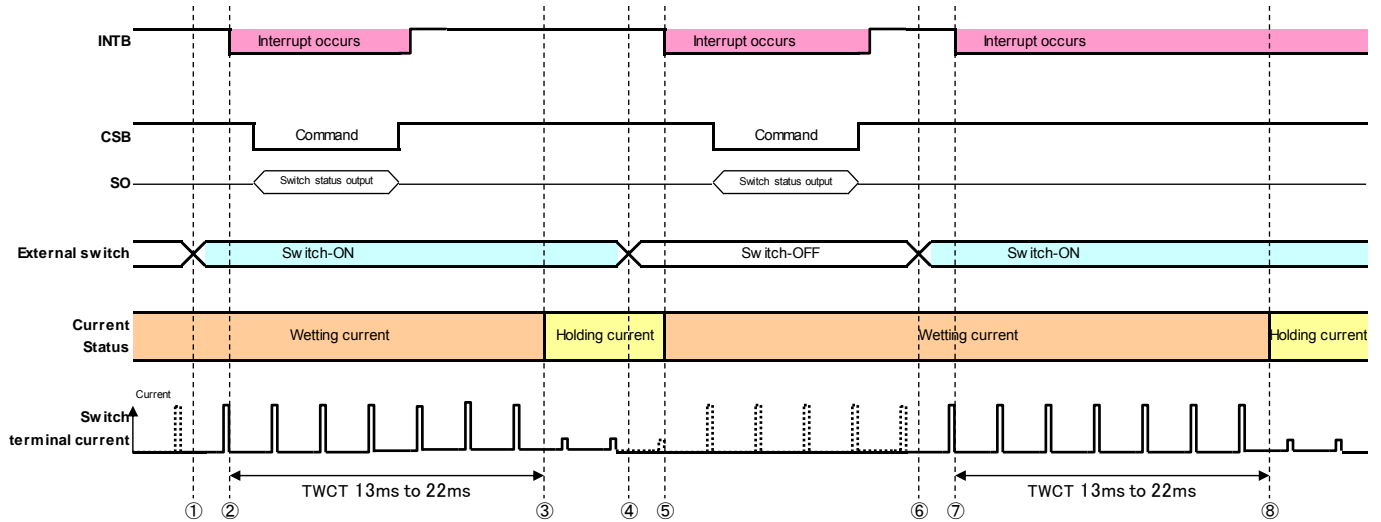 INTB
Interrupt occurs
Interrupt occurs
Interrupt occurs
CSB
Command
Command
SO
Switch status output
Switch status output
External switch
Switch-ON
Switch-OFF
Switch-ON
Current
Status
Wetting current
Holding current
Wetting current
Holding current
Current
Switch
terminal current
TWCT 13ms to 22ms
TWCT 13ms to 22ms
① ② ③ ④ ⑤ ⑥ ⑦ ⑧